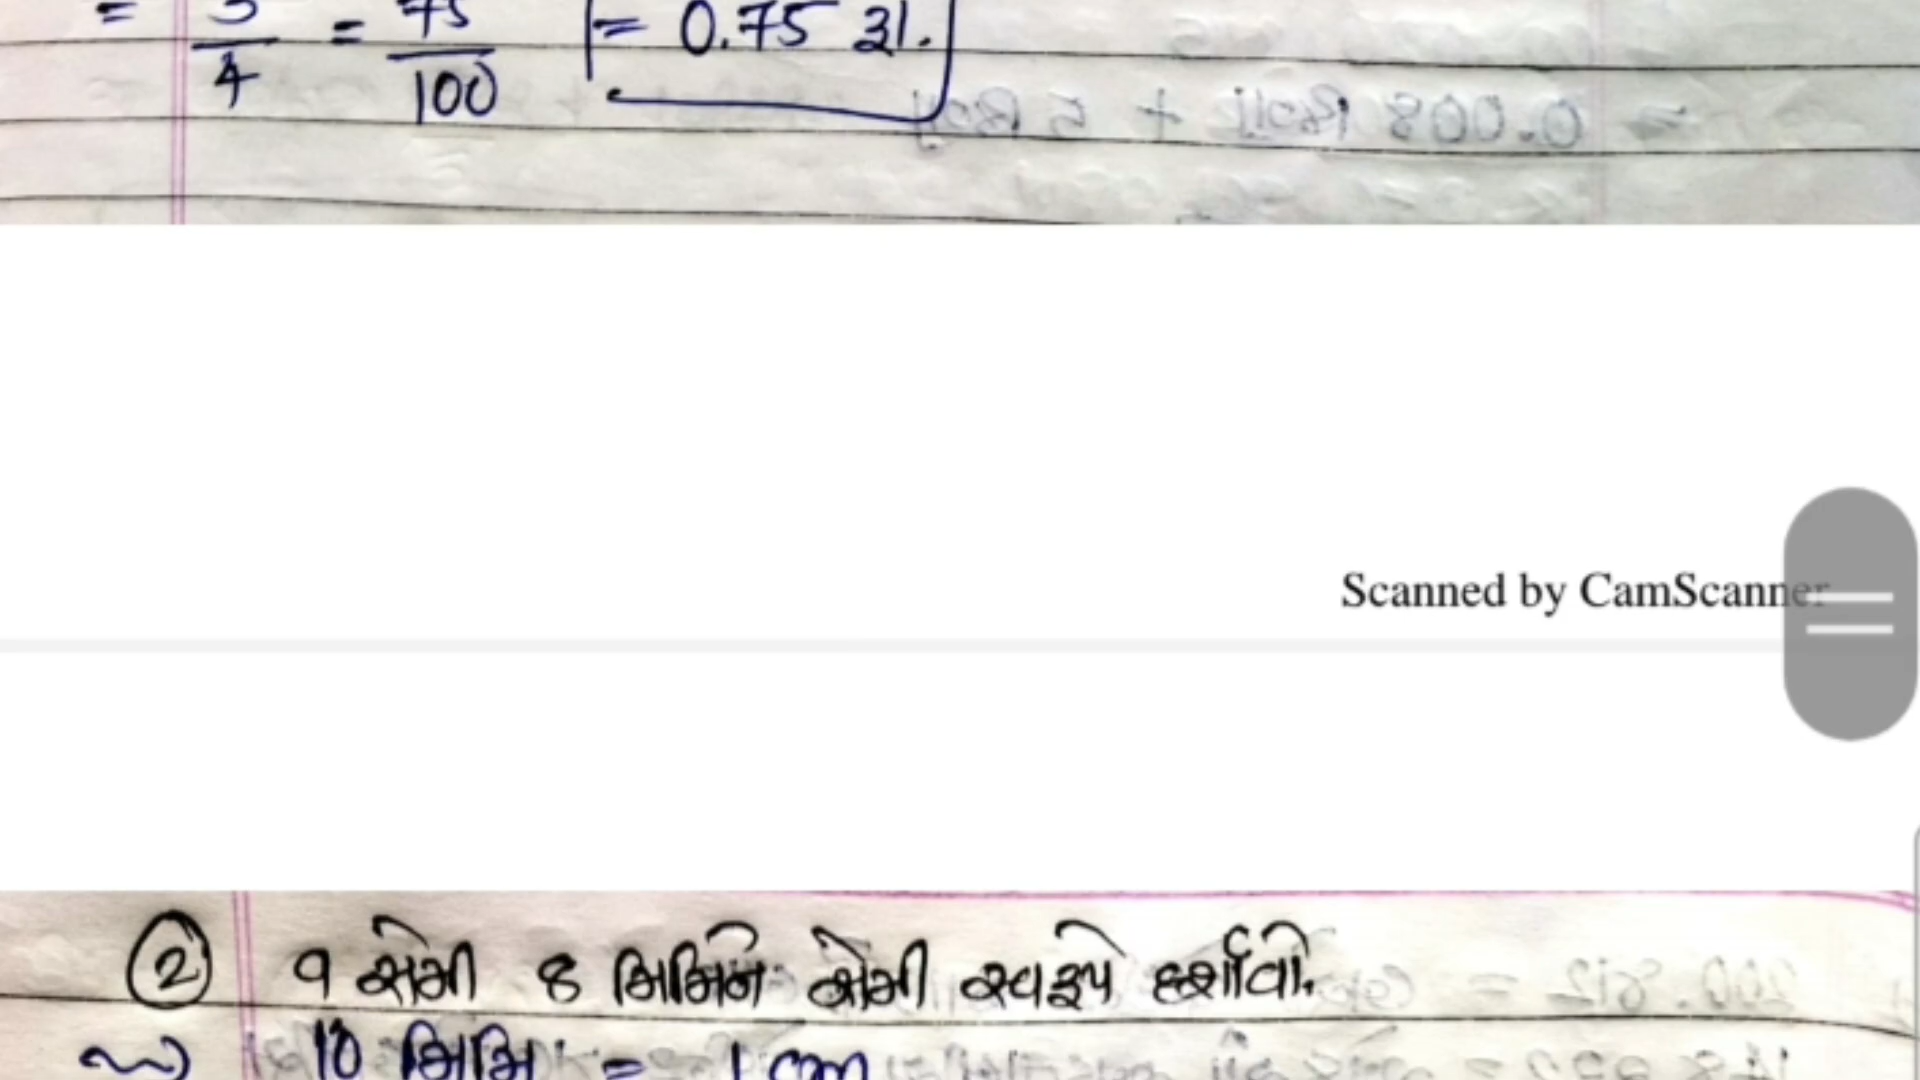 = 3/4 = 75/100 = 0.75 રૂા.
Scanned by CamScanner
② 9 સેમી 8 મિમિને સેમી સ્વરૂપે દર્શાવો.
10 મિમિ = 1 cm